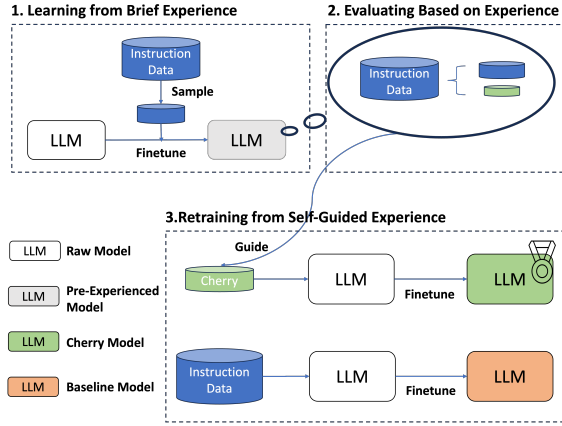 1. Learning from Brief Experience
2. Evaluating Based on Experience
Instruction
Data
Sample
LLM
Finetune
LLM
Instruction
Data
3.Retraining from Self-Guided Experience
Guide
Cherry
LLM
Finetune
LLM
Instruction
Data
LLM
Finetune
LLM
LLM
Raw Model
LLM
Pre-Experienced
Model
LLM
Cherry Model
LLM
Baseline Model